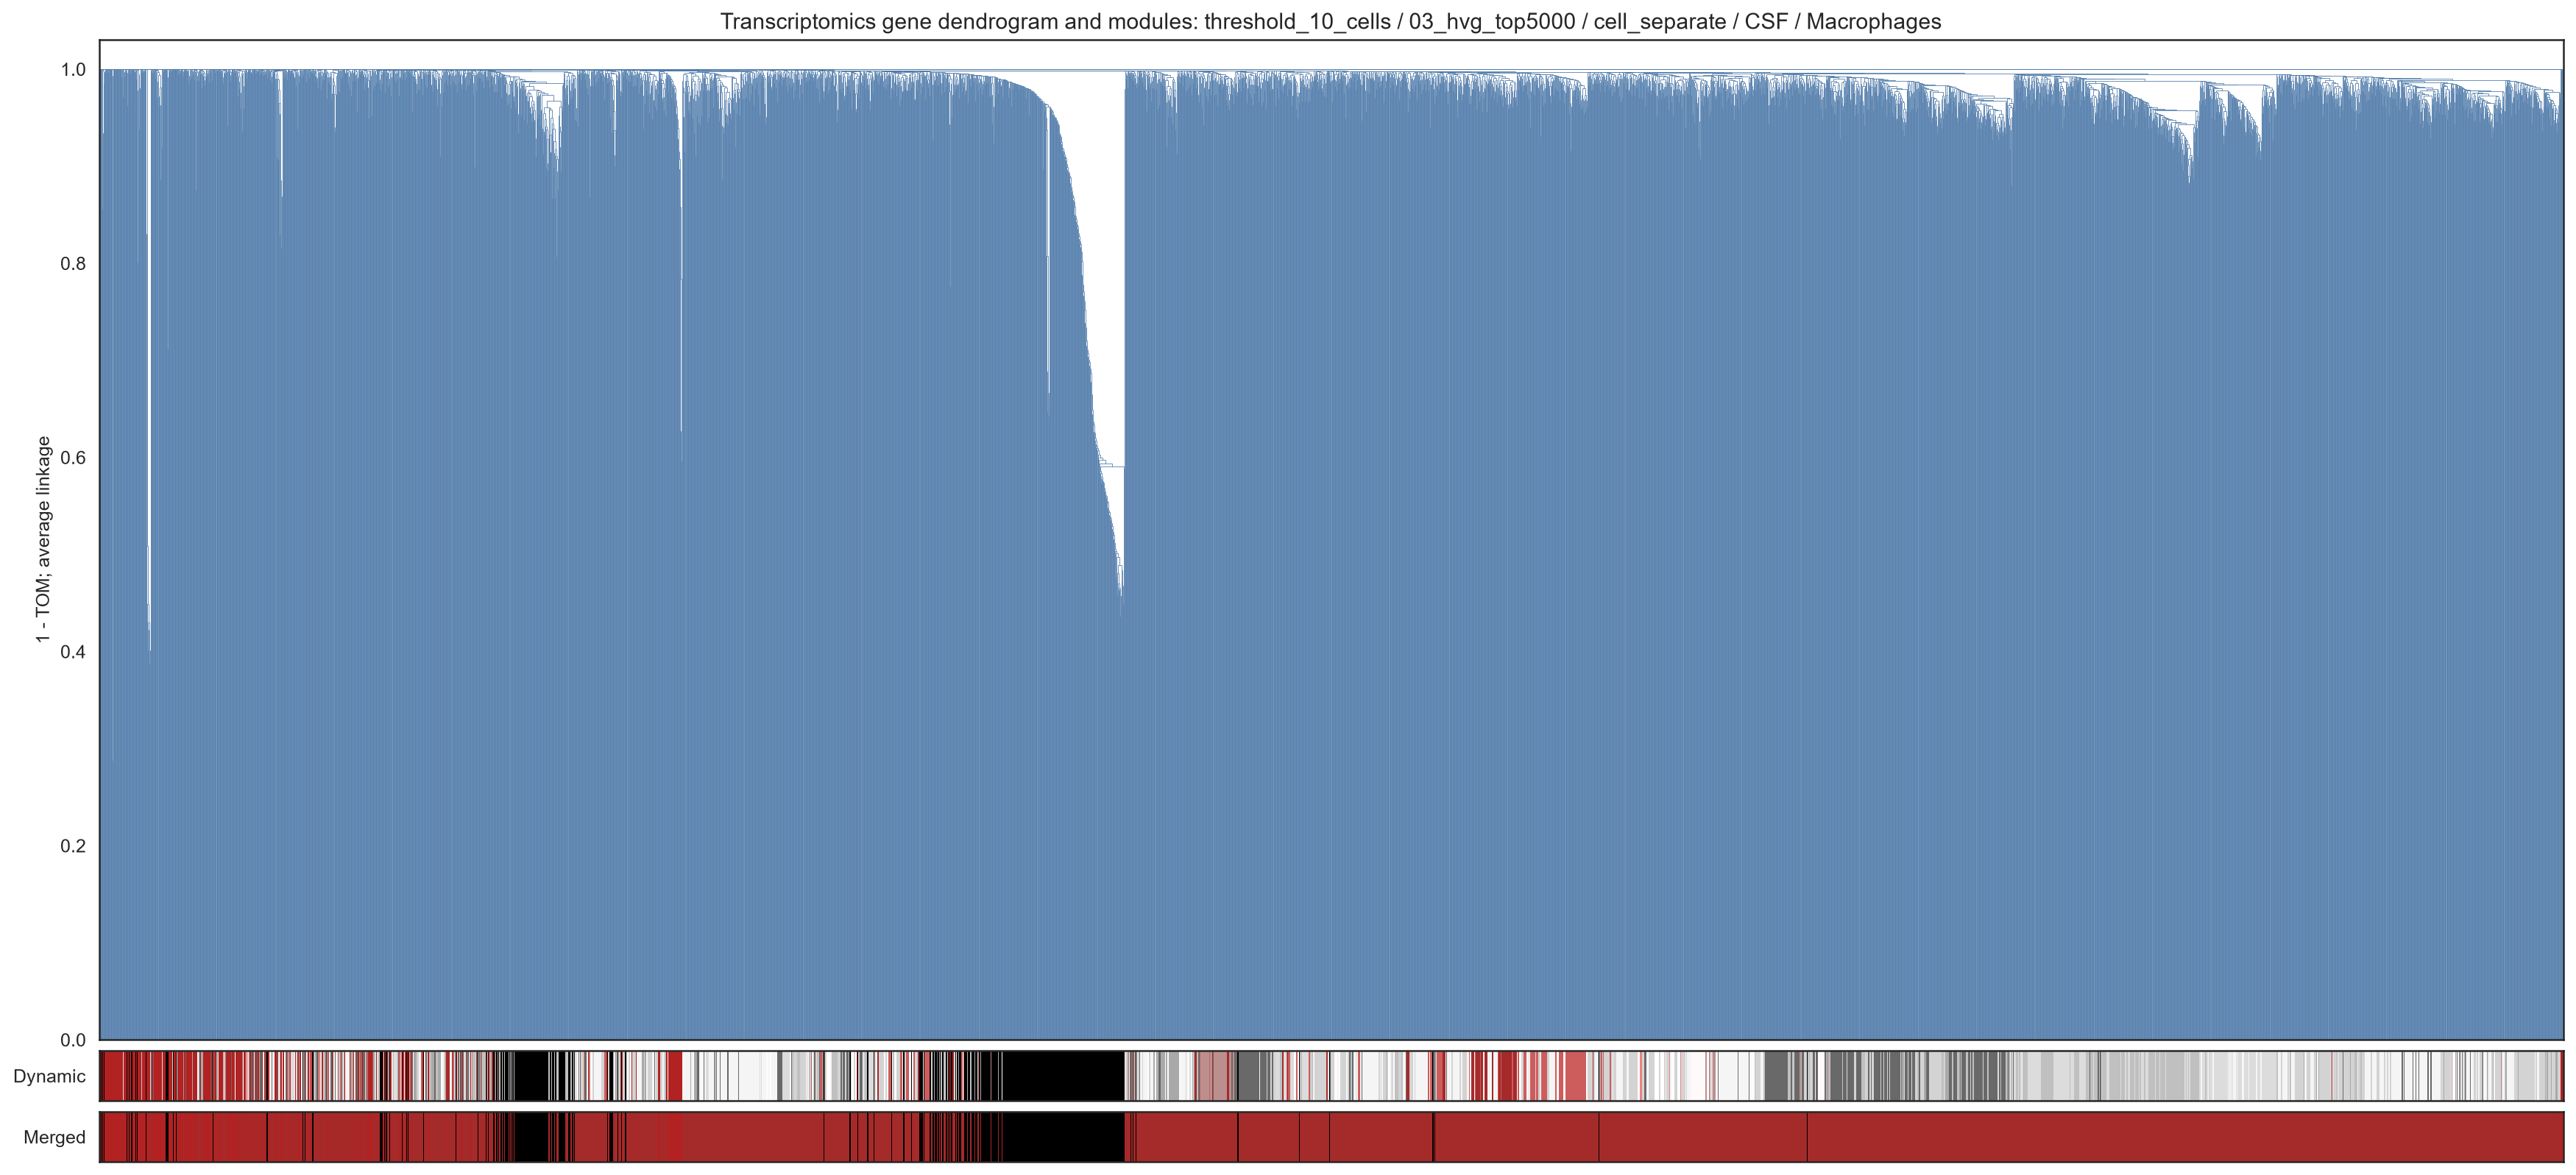 Transcriptomics gene dendrogram and modules: threshold_10_cells / 03_hvg_top5000 / cell_separate / CSF / Macrophages
1.0
0.8
0.6
0.4
0.2
0.0
1 - TOM; average linkage
Dynamic
Merged